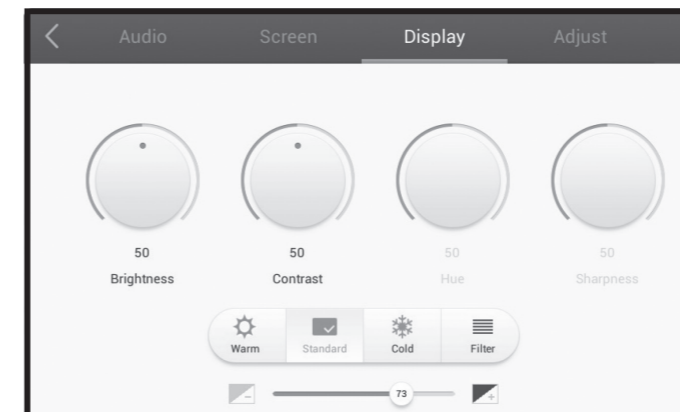 Audio Screen Display Adjust
50 50 50 50
Brightness Contrast Hue Sharpness
Warm Standard Cold Filter
73